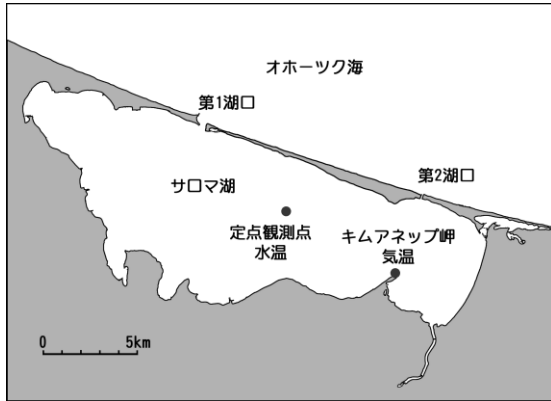 オホーツク海
第1湖口
第2湖口
サロマ湖
定点観測点
水温
キムアネップ岬
気温
0 5km